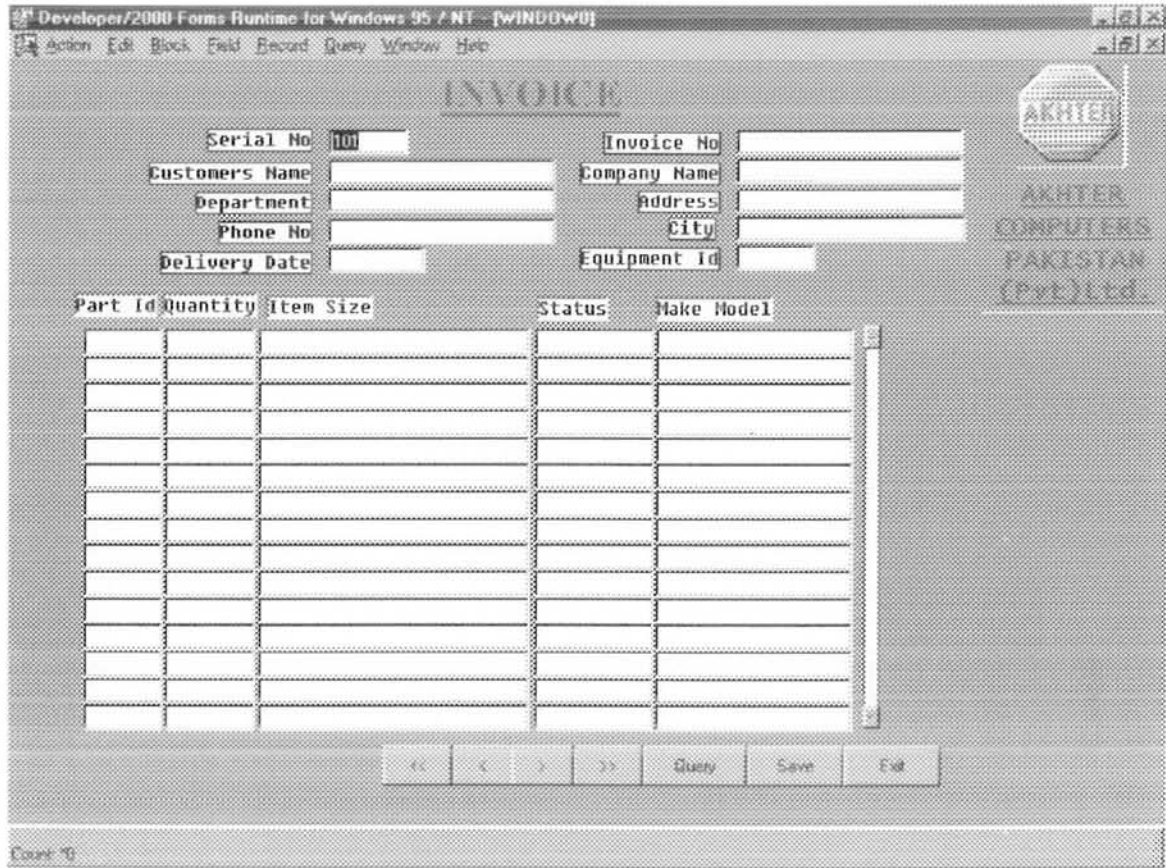 Developer/2000 Forms Runtime for Windows 95 / NT - [WINDOW0]
Action Edit Block Field Record Query Window Help
INVOICE
AKHTER
Serial No 101 Invoice No
Customers Name Company Name
Department Address
Phone No City
Delivery Date Equipment Id
AKHTER
COMPUTERS
PAKISTAN
(Pvt)Ltd.
Part Id Quantity Item Size Status Make Model
<< < > >> Query Save Exit
Count: *0